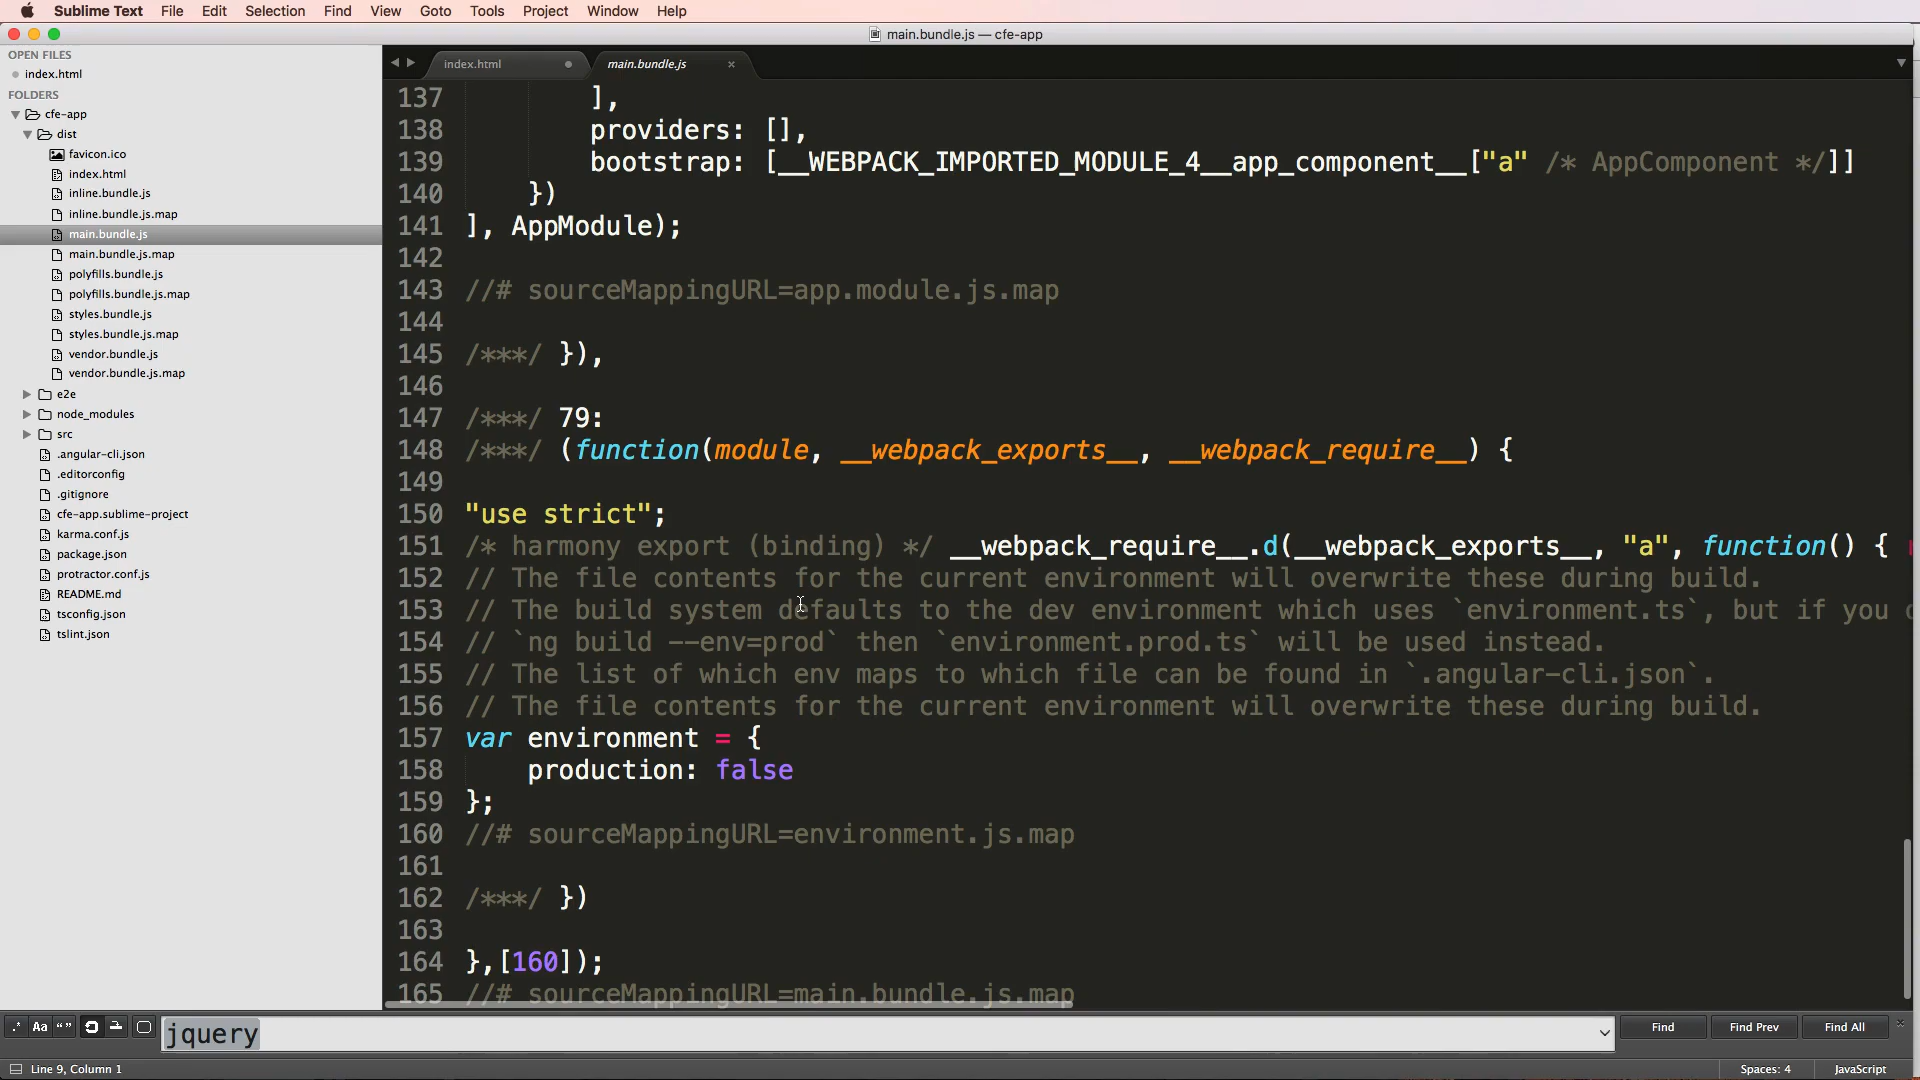 Sublime Text File Edit Selection Find View Goto Tools Project Window Help
main.bundle.js — cfe-app
OPEN FILES
index.html
FOLDERS
cfe-app
dist
favicon.ico
index.html
inline.bundle.js
inline.bundle.js.map
main.bundle.js
main.bundle.js.map
polyfills.bundle.js
polyfills.bundle.js.map
styles.bundle.js
styles.bundle.js.map
vendor.bundle.js
vendor.bundle.js.map
e2e
node_modules
src
.angular-cli.json
.editorconfig
.gitignore
cfe-app.sublime-project
karma.conf.js
package.json
protractor.conf.js
README.md
tsconfig.json
tslint.json
index.html main.bundle.js
137 ],
138 providers: [],
139 bootstrap: [__WEBPACK_IMPORTED_MODULE_4__app_component__["a" /* AppComponent */]]
140 })
141 ], AppModule);
142
143 //# sourceMappingURL=app.module.js.map
144
145 /***/ }),
146
147 /***/ 79:
148 /***/ (function(module, __webpack_exports__, __webpack_require__) {
149
150 "use strict";
151 /* harmony export (binding) */ __webpack_require__.d(__webpack_exports__, "a", function() {
152 // The file contents for the current environment will overwrite these during build.
153 // The build system defaults to the dev environment which uses `environment.ts`, but if you
154 // `ng build --env=prod` then `environment.prod.ts` will be used instead.
155 // The list of which env maps to which file can be found in `.angular-cli.json`.
156 // The file contents for the current environment will overwrite these during build.
157 var environment = {
158 production: false
159 };
160 //# sourceMappingURL=environment.js.map
161
162 /***/ })
163
164 },[160]);
165 //# sourceMappingURL=main.bundle.js.map
.* Aa “” jquery Find Find Prev Find All
Line 9, Column 1 Spaces: 4 JavaScript